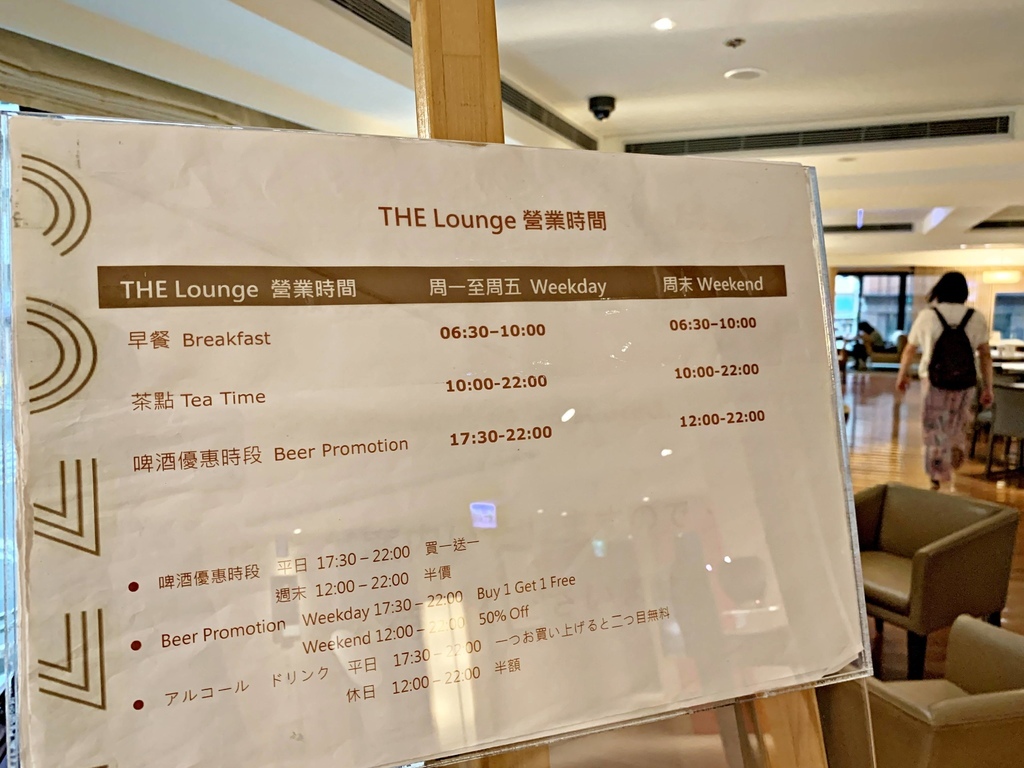 THE Lounge 營業時間
THE Lounge 營業時間 周一至周五 Weekday 周末 Weekend
早餐 Breakfast 06:30-10:00 06:30-10:00
茶點 Tea Time 10:00-22:00 10:00-22:00
啤酒優惠時段 Beer Promotion 17:30-22:00 12:00-22:00
• 啤酒優惠時段 平日 17:30-22:00 買一送一
週末 12:00-22:00 半價
• Beer Promotion Weekday 17:30-22:00 Buy 1 Get 1 Free
Weekend 12:00-22:00 50% Off
• アルコール ドリンク 平日 17:30-22:00 一つお買い上げると二つ目無料
休日 12:00-22:00 半額